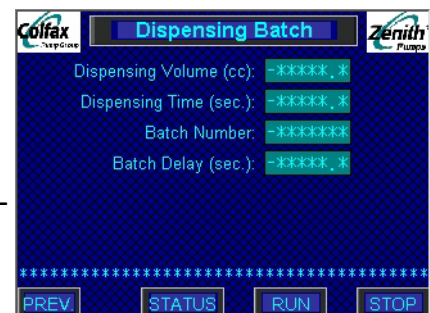 Colfax
Pump Group
Dispensing Batch
Zenith
Pumps
Dispensing Volume (cc): -*****.*
Dispensing Time (sec.): -*****.*
Batch Number: -*******
Batch Delay (sec.): -*****.*
******************************************
PREV. STATUS RUN STOP